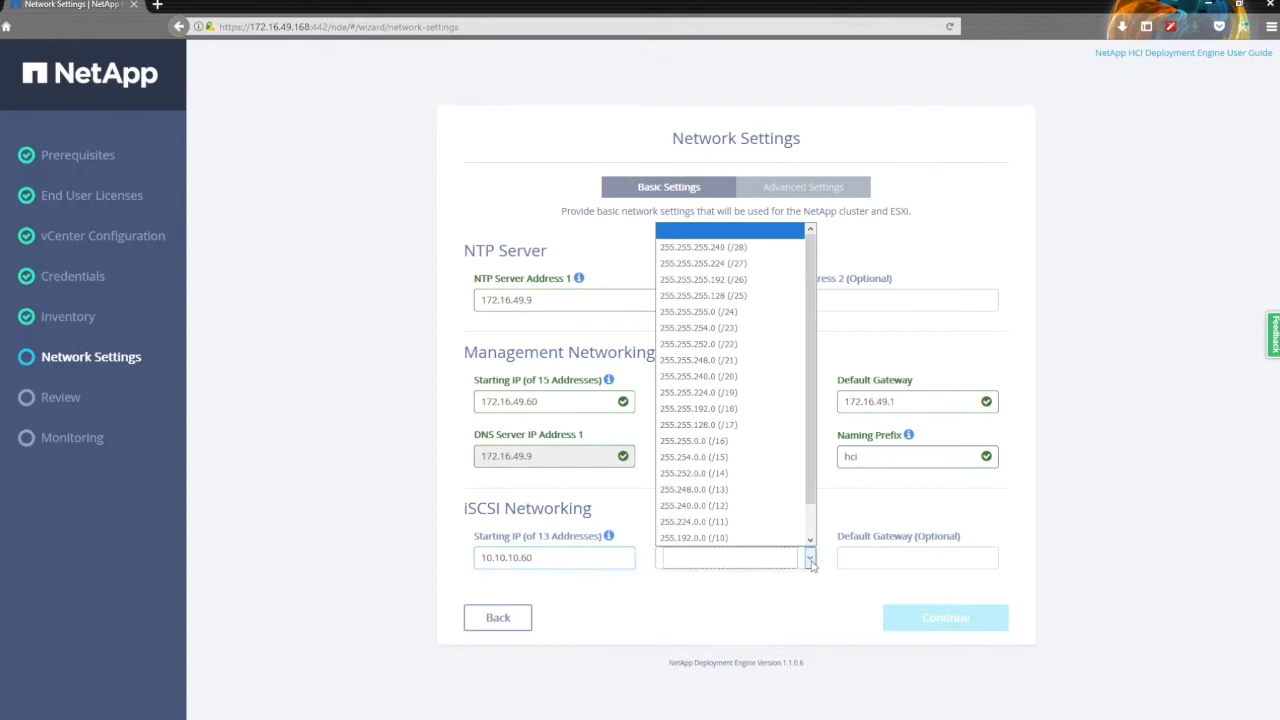 Network Settings | NetApp
https://172.16.49.168:442/nde/#/wizard/network-settings
NetApp HCI Deployment Engine User Guide
NetApp
Prerequisites
End User Licenses
vCenter Configuration
Credentials
Inventory
Network Settings
Review
Monitoring
Network Settings
Basic Settings
Advanced Settings
Provide basic network settings that will be used for the NetApp cluster and ESXi.
NTP Server
NTP Server Address 1
ress 2 (Optional)
172.16.49.9
Management Networking
Starting IP (of 15 Addresses)
Default Gateway
172.16.49.60
172.16.49.1
DNS Server IP Address 1
Naming Prefix
172.16.49.9
hci
iSCSI Networking
Starting IP (of 13 Addresses)
Default Gateway (Optional)
10.10.10.60
255.255.255.240 (/28)
255.255.255.224 (/27)
255.255.255.192 (/26)
255.255.255.128 (/25)
255.255.255.0 (/24)
255.255.254.0 (/23)
255.255.252.0 (/22)
255.255.248.0 (/21)
255.255.240.0 (/20)
255.255.224.0 (/19)
255.255.192.0 (/18)
255.255.128.0 (/17)
255.255.0.0 (/16)
255.254.0.0 (/15)
255.252.0.0 (/14)
255.248.0.0 (/13)
255.240.0.0 (/12)
255.224.0.0 (/11)
255.192.0.0 (/10)
Back
Continue
NetApp Deployment Engine Version 1.1.0.6
Feedback